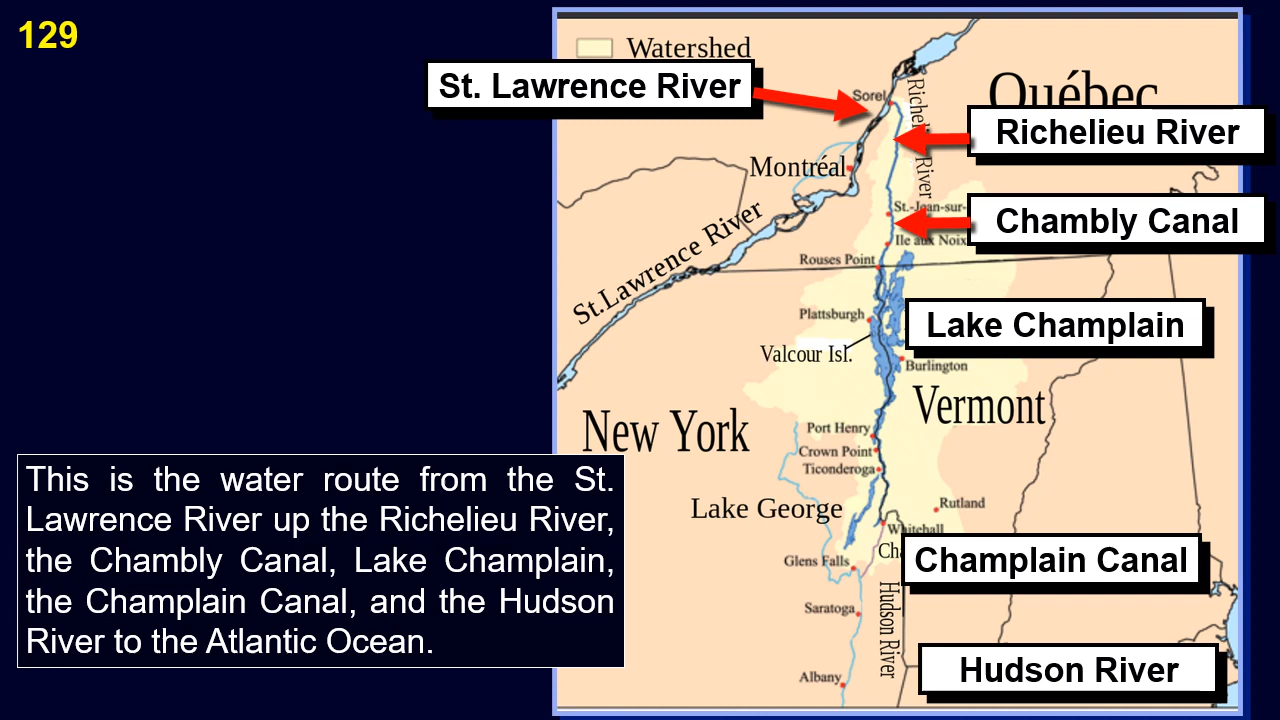 129
Watershed
St. Lawrence River
Québec
Sorel
Richelieu River
Richel
River
Montréal
Chambly Canal
St.-Jean-sur-
St.Lawrence River
Ile aux Noix
Rouses Point
Lake Champlain
Plattsburgh
Valcour Isl.
Burlington
Vermont
New York
Port Henry
Crown Point
Ticonderoga
This is the water route from the St.
Lawrence River up the Richelieu River,
the Chambly Canal, Lake Champlain,
the Champlain Canal, and the Hudson
River to the Atlantic Ocean.
Lake George
Rutland
Whitehall
Cha
Champlain Canal
Glens Falls
Hudson River
Saratoga
Albany
Hudson River